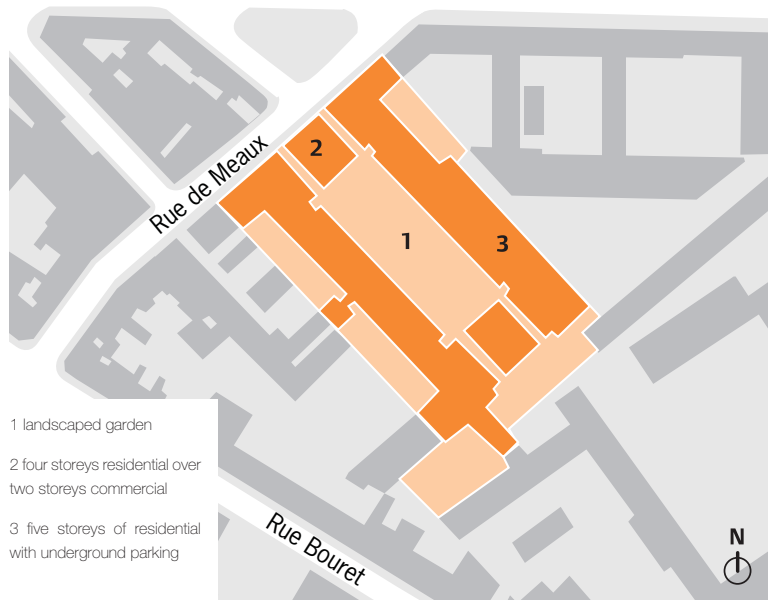 Rue de Meaux
2
1
3
1 landscaped garden
2 four storeys residential over
two storeys commercial
3 five storeys of residential
with underground parking
Rue Bouret
N